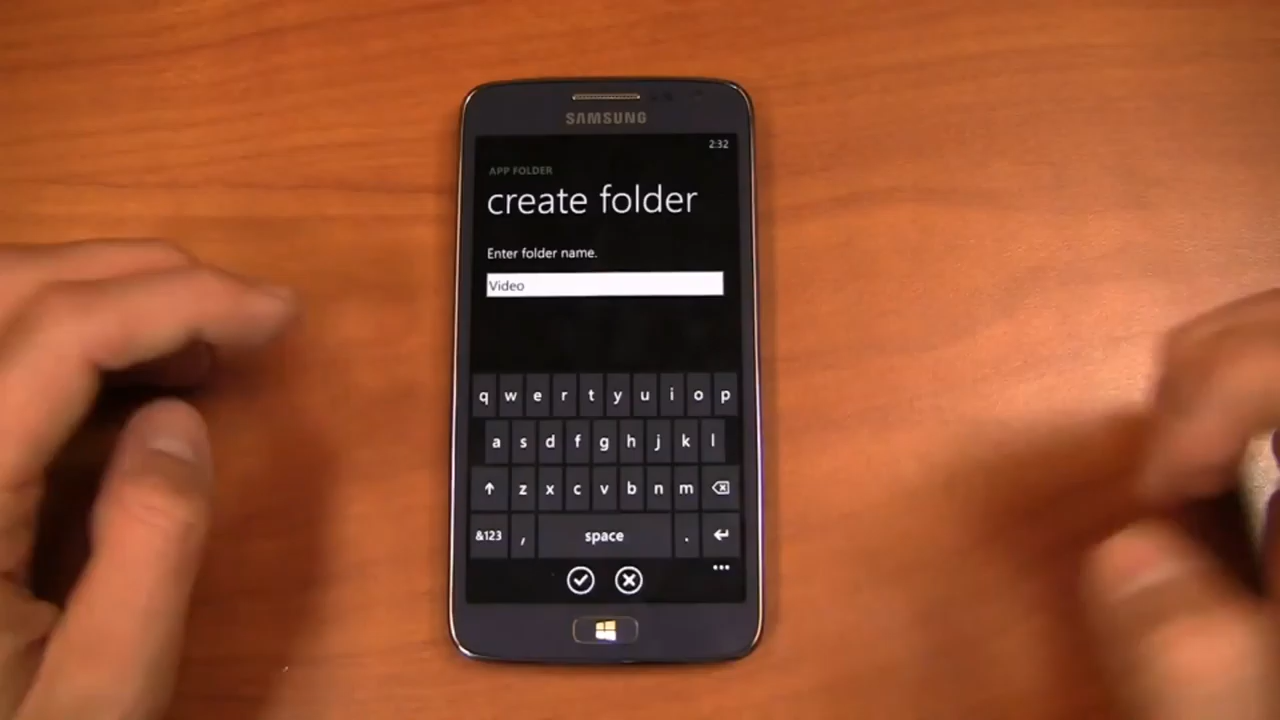 SAMSUNG
2:32
APP FOLDER
create folder
Enter folder name.
Video
q w e r t y u i o p
a s d f g h j k l
z x c v b n m
&123 , space .